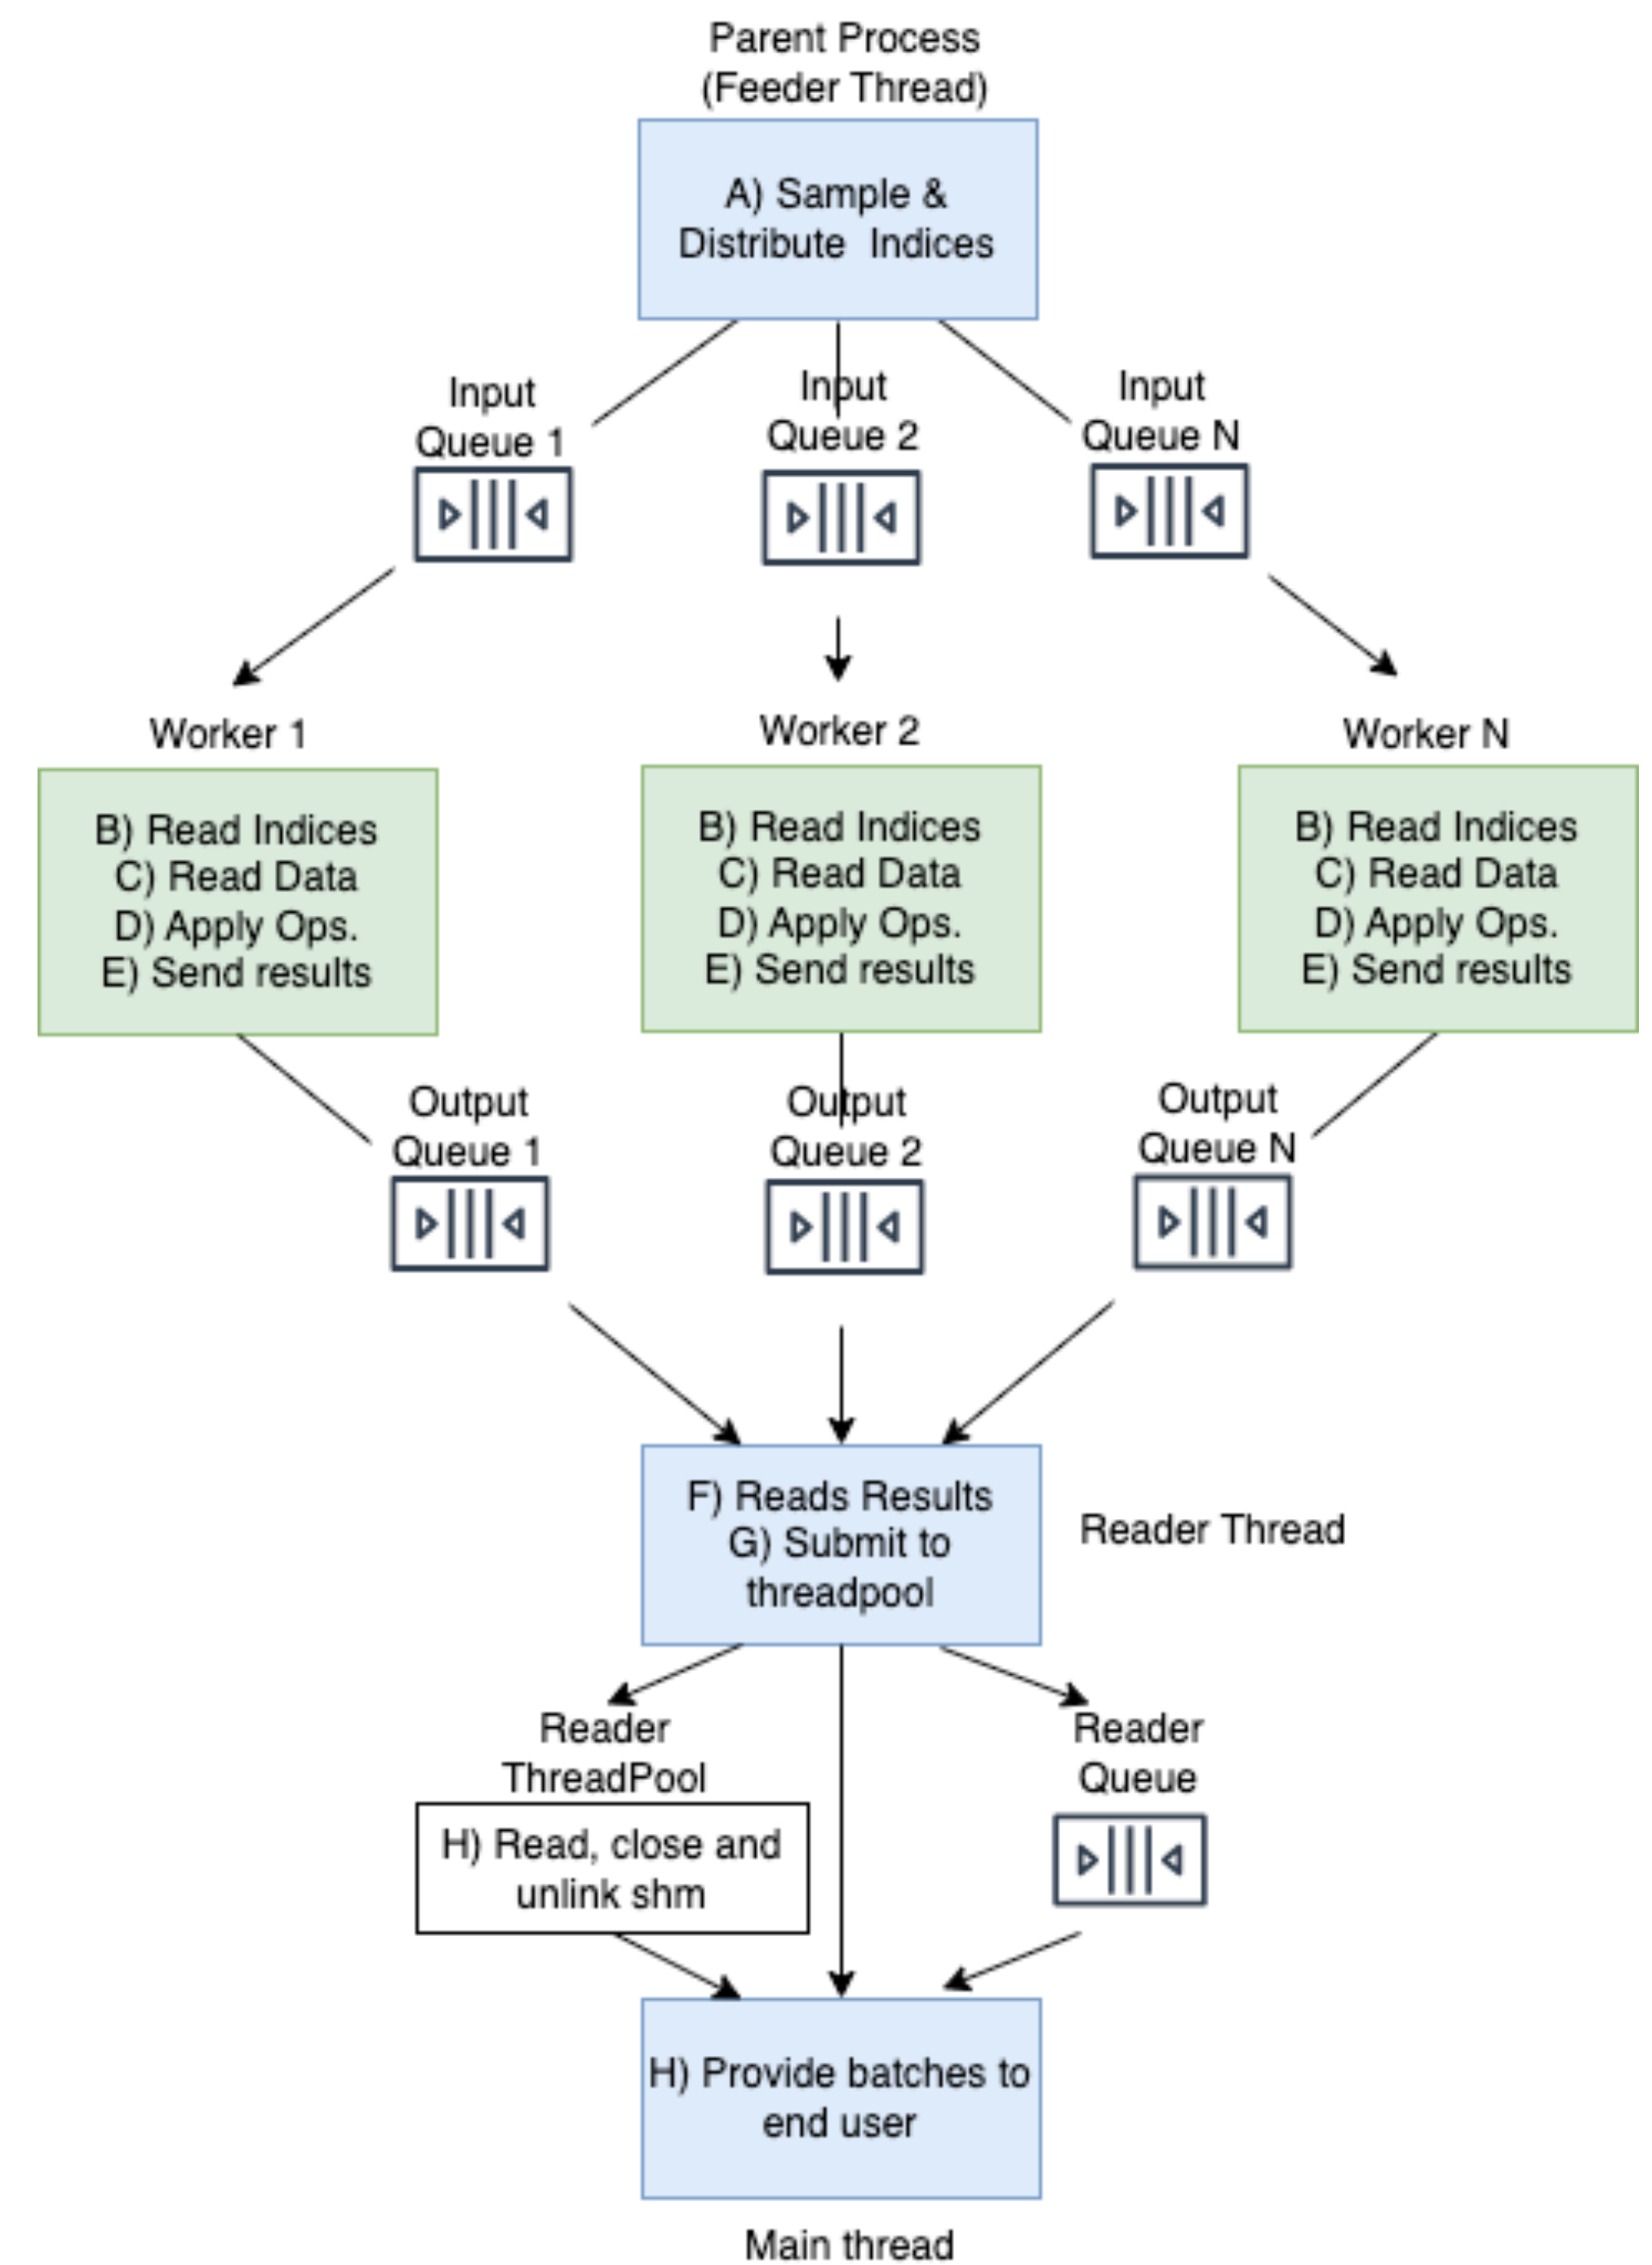 Parent Process
(Feeder Thread)
A) Sample &
Distribute Indices
Input
Queue 1
Input
Queue 2
Input
Queue N
Worker 1
B) Read Indices
C) Read Data
D) Apply Ops.
E) Send results
Worker 2
B) Read Indices
C) Read Data
D) Apply Ops.
E) Send results
Worker N
B) Read Indices
C) Read Data
D) Apply Ops.
E) Send results
Output
Queue 1
Output
Queue 2
Output
Queue N
F) Reads Results
G) Submit to
threadpool
Reader Thread
Reader
ThreadPool
H) Read, close and
unlink shm
Reader
Queue
H) Provide batches to
end user
Main thread